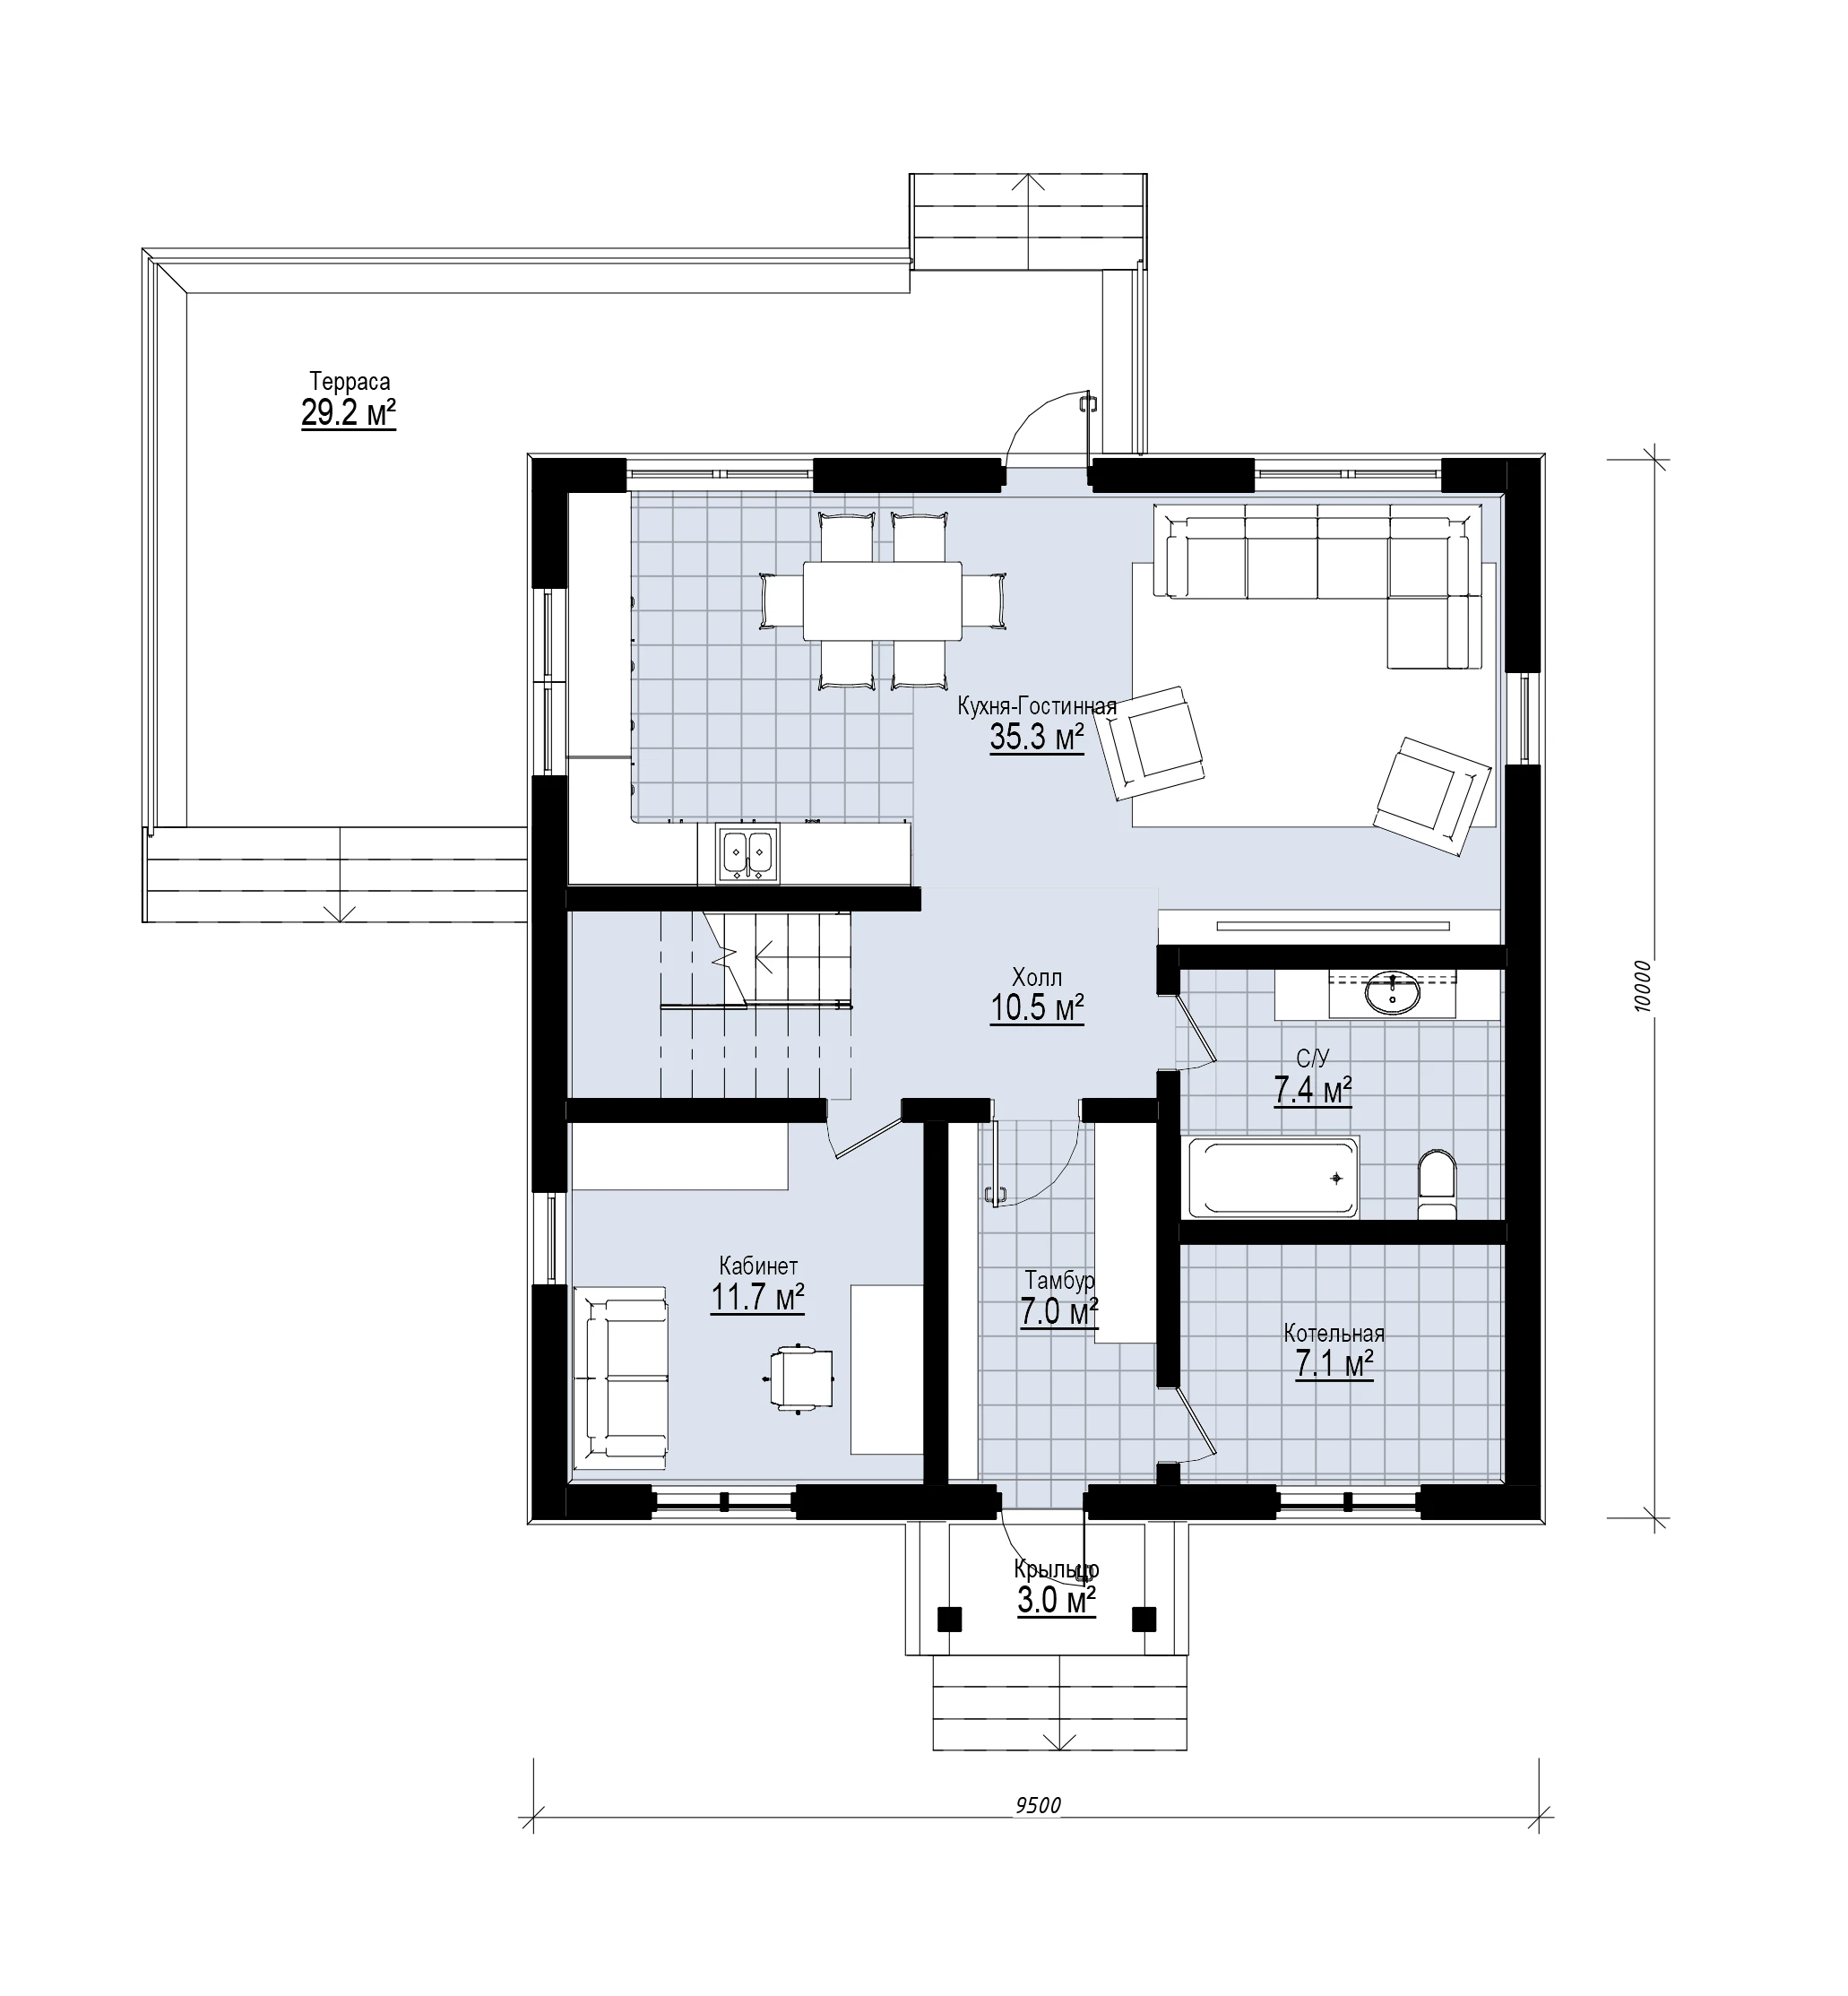 Терраса
29.2 м²
Кухня-Гостинная
35.3 м²
Холл
10.5 м²
10000
С/У
7.4 м²
Кабинет
11.7 м²
Тамбур
7.0 м²
Котельная
7.1 м²
Крыльцо
3.0 м²
9500